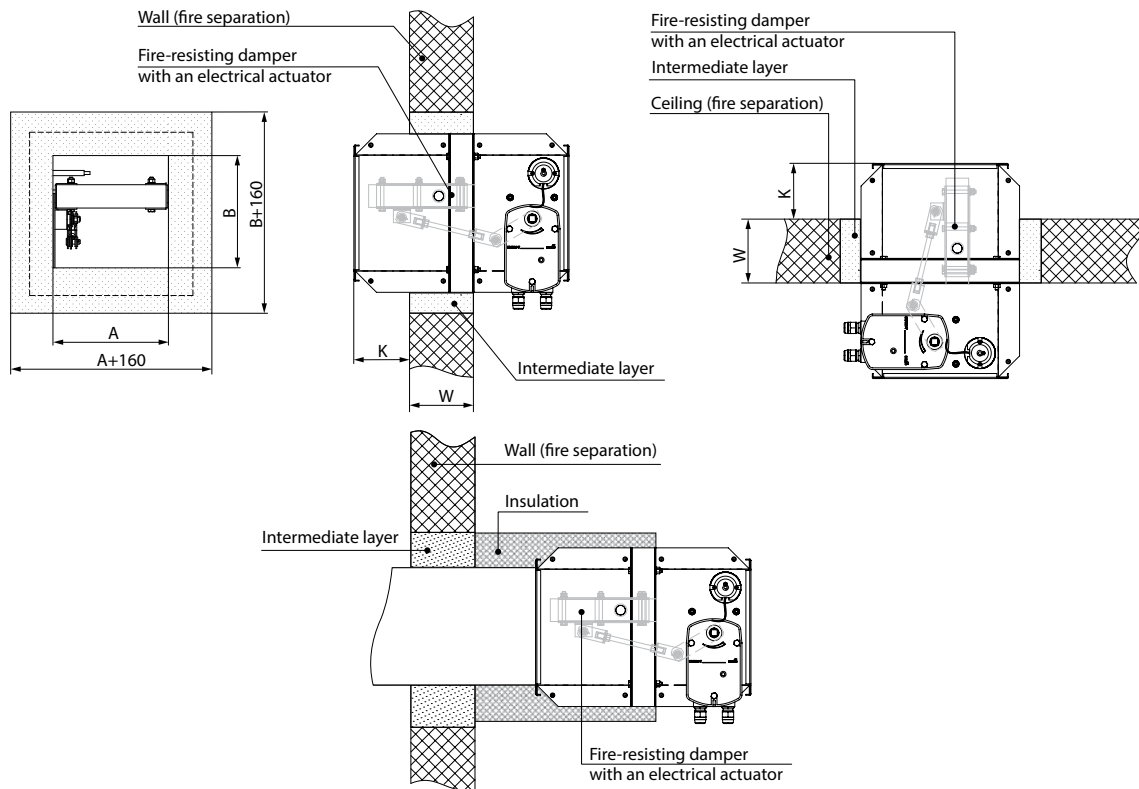 Wall (fire separation)
Fire-resisting damper
with an electrical actuator
B
B+160
A
A+160
K
W
Intermediate layer
Fire-resisting damper
with an electrical actuator
Intermediate layer
Ceiling (fire separation)
K
W
Wall (fire separation)
Insulation
Intermediate layer
Fire-resisting damper
with an electrical actuator